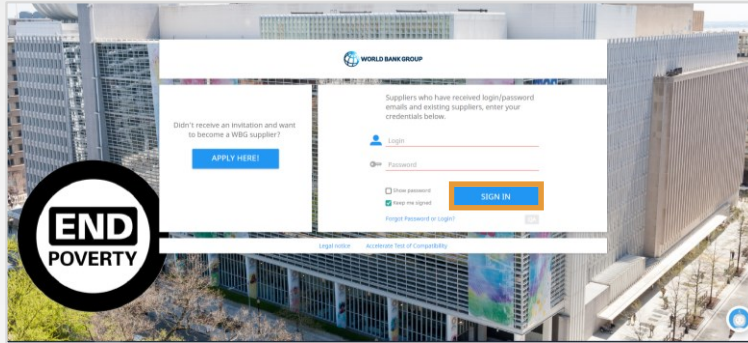 WORLD BANK GROUP
Didn't receive an invitation and want
to become a WBG supplier?
APPLY HERE!
Suppliers who have received login/password
emails and existing suppliers, enter your
credentials below.
Login
Password
Show password
Keep me signed
SIGN IN
Forgot Password or Login?
Legal notice Accelerate Test of Compatibility
END
POVERTY